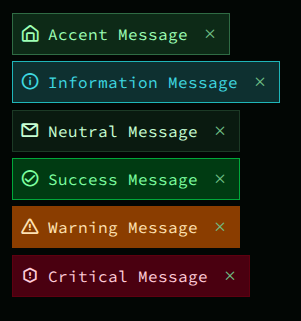 Accent Message
Information Message
Neutral Message
Success Message
Warning Message
Critical Message